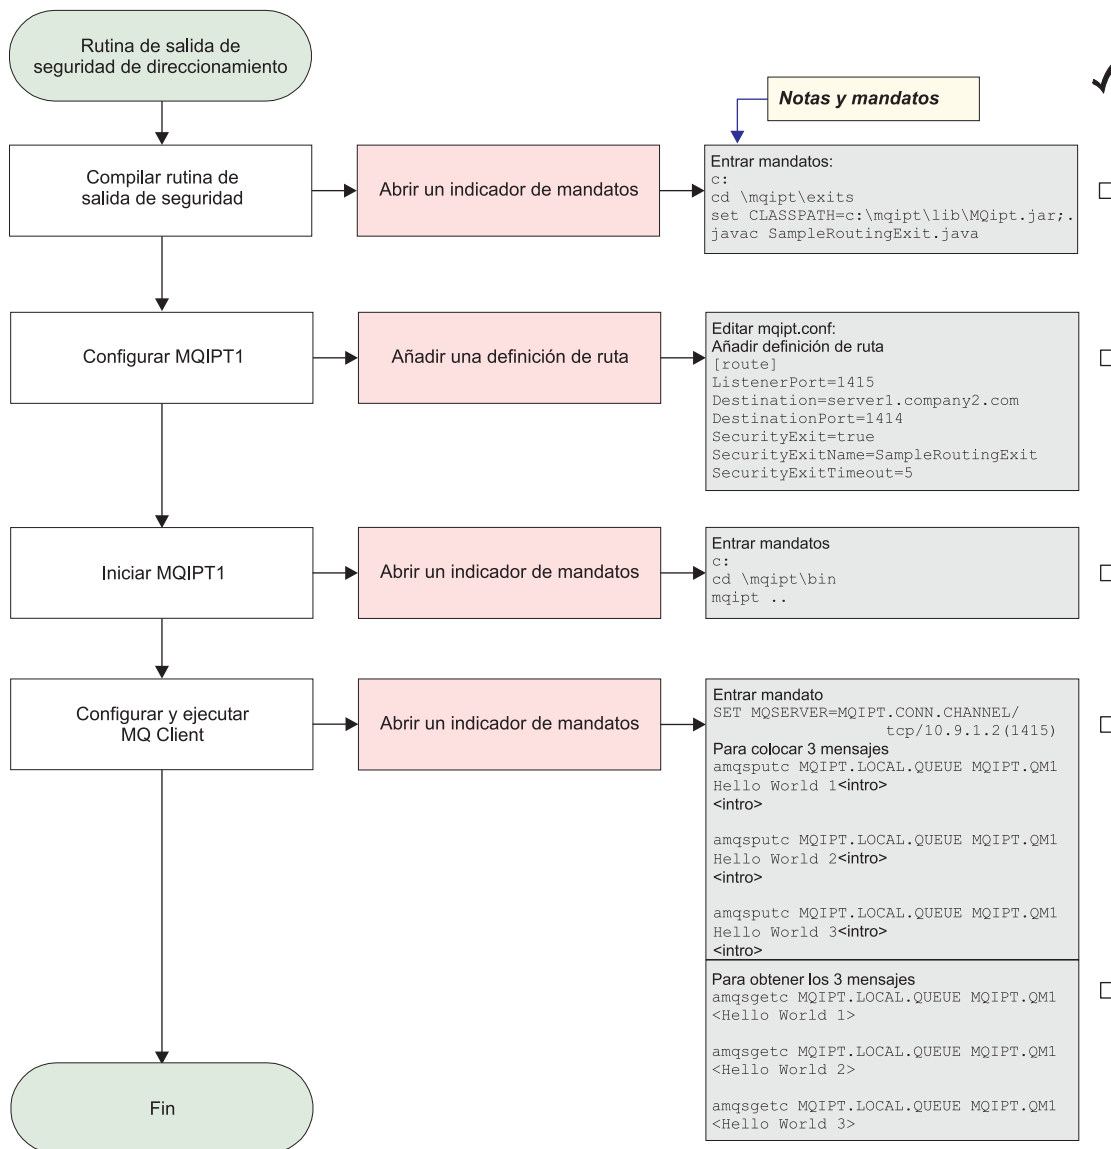 Rutina de salida de
seguridad de direccionamiento
Notas y mandatos
Compilar rutina de
salida de seguridad
Abrir un indicador de mandatos
Entrar mandatos:
c:
cd \mqipt\exits
set CLASSPATH=c:\mqipt\lib\MQipt.jar;.
javac SampleRoutingExit.java
Configurar MQIPT1
Añadir una definición de ruta
Editar mqipt.conf:
Añadir definición de ruta
[route]
ListenerPort=1415
Destination=server1.company2.com
DestinationPort=1414
SecurityExit=true
SecurityExitName=SampleRoutingExit
SecurityExitTimeout=5
Iniciar MQIPT1
Abrir un indicador de mandatos
Entrar mandatos
c:
cd \mqipt\bin
mqipt ..
Configurar y ejecutar
MQ Client
Abrir un indicador de mandatos
Entrar mandato
SET MQSERVER=MQIPT.CONN.CHANNEL/
tcp/10.9.1.2(1415)
Para colocar 3 mensajes
amqsputc MQIPT.LOCAL.QUEUE MQIPT.QM1
Hello World 1<intro>
<intro>
amqsputc MQIPT.LOCAL.QUEUE MQIPT.QM1
Hello World 2<intro>
<intro>
amqsputc MQIPT.LOCAL.QUEUE MQIPT.QM1
Hello World 3<intro>
<intro>
Para obtener los 3 mensajes
amqsgetc MQIPT.LOCAL.QUEUE MQIPT.QM1
<Hello World 1>
amqsgetc MQIPT.LOCAL.QUEUE MQIPT.QM1
<Hello World 2>
amqsgetc MQIPT.LOCAL.QUEUE MQIPT.QM1
<Hello World 3>
Fin